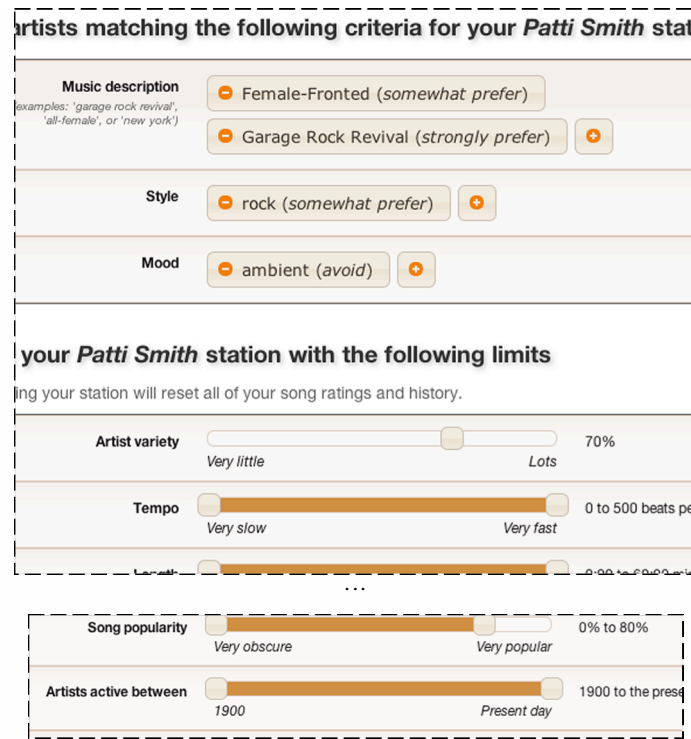 artists matching the following criteria for your Patti Smith stat
Music description
examples: 'garage rock revival',
'all-female', or 'new york')
Female-Fronted (somewhat prefer)
Garage Rock Revival (strongly prefer)
Style
rock (somewhat prefer)
Mood
ambient (avoid)
your Patti Smith station with the following limits
ing your station will reset all of your song ratings and history.
Artist variety
70%
Very little Lots
Tempo
0 to 500 beats pe
Very slow Very fast
Length
...
Song popularity
0% to 80%
Very obscure Very popular
Artists active between
1900 to the prese
1900 Present day